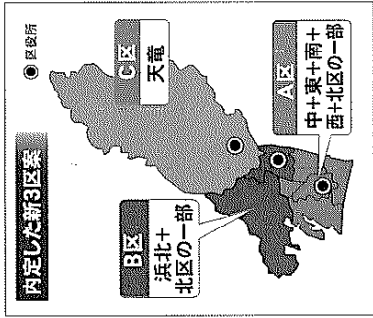 内定した新3区案
◉区役所
C区
天竜
B区
浜北+
北区の一部
A区
中+東+南+
西+北区の一部